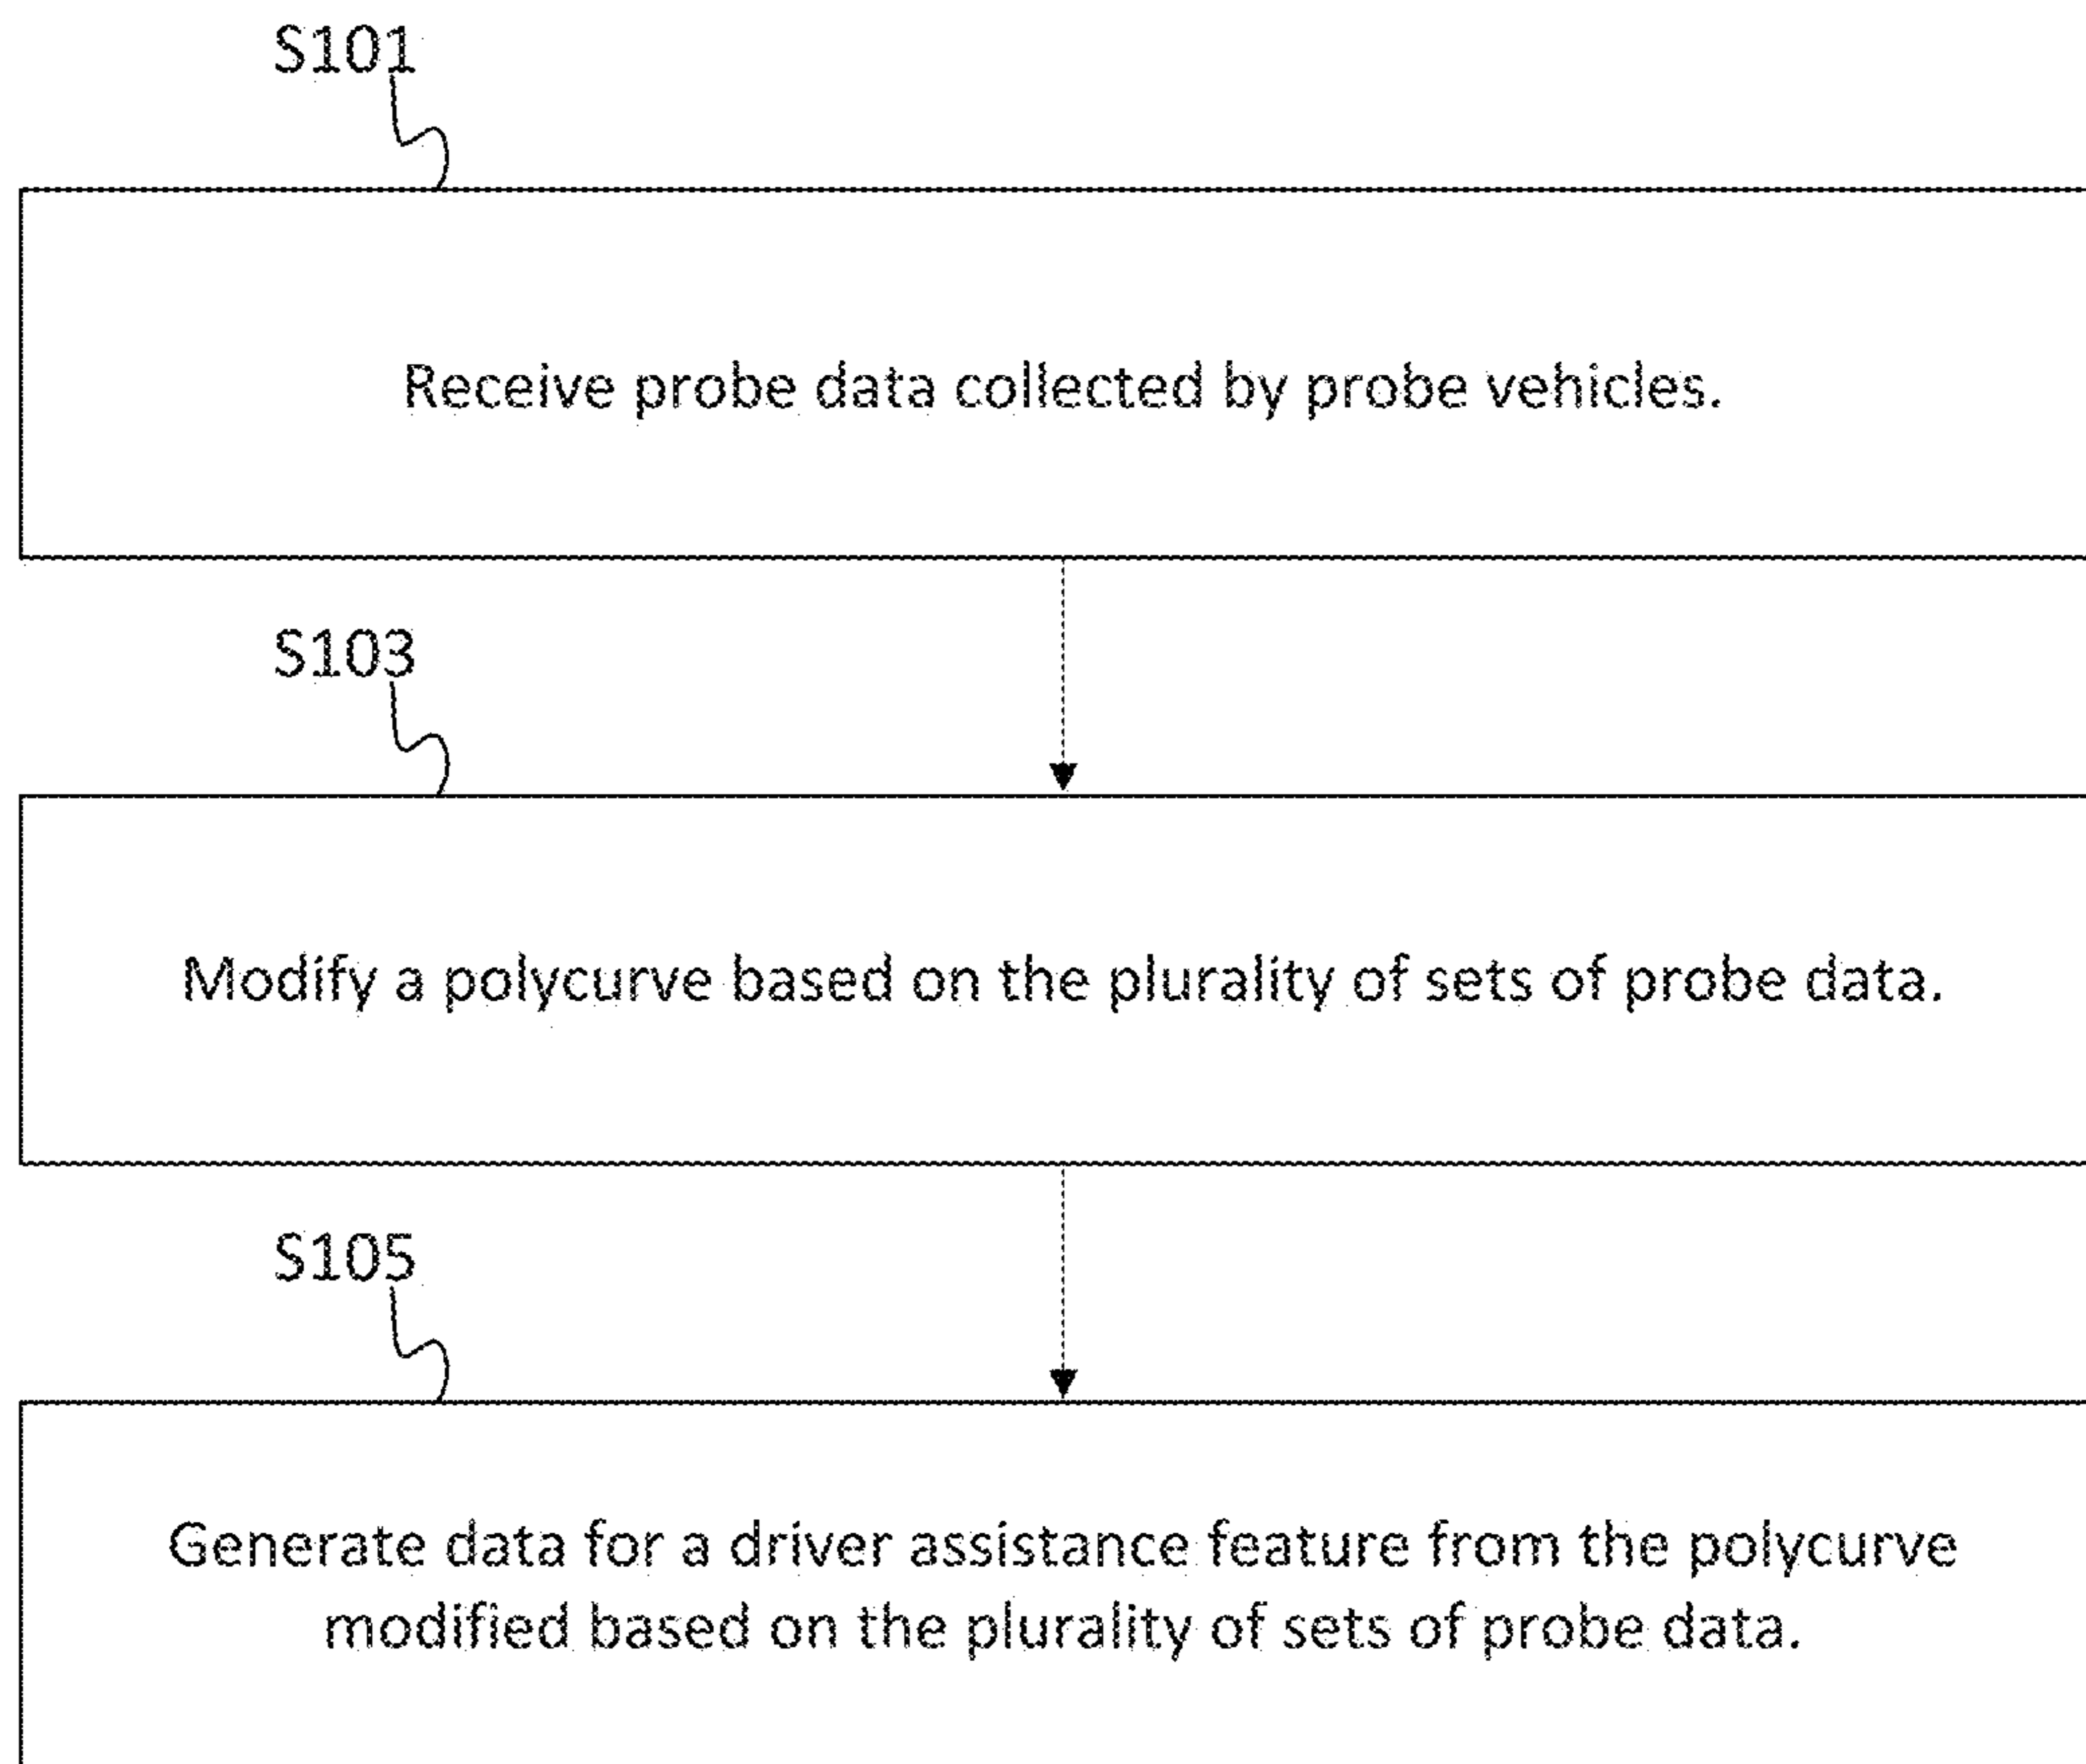 S101
Receive probe data collected by probe vehicles.
S103
Modify a polycurve based on the plurality of sets of probe data.
S105
Generate data for a driver assistance feature from the polycurve
modified based on the plurality of sets of probe data.